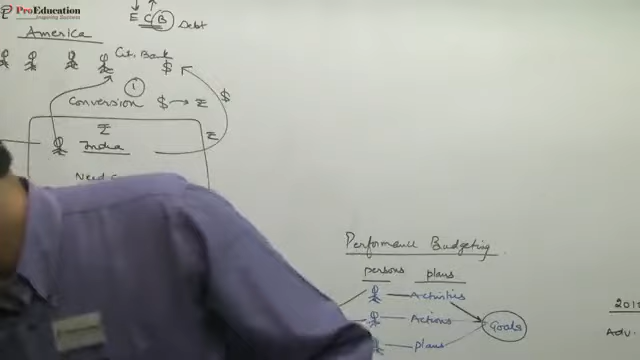 ProEducation
Inspiring Success
E C B Debt
America
Citi Bank
$
1
Conversion $ → ₹
$
₹
₹
India
Need
Performance Budgeting
persons plans
Activities
Actions
Goals
plans
Adv.